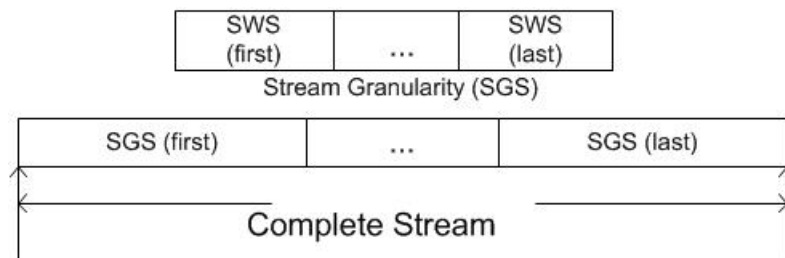 SWS (first) ... SWS (last)
Stream Granularity (SGS)
SGS (first) ... SGS (last)
Complete Stream